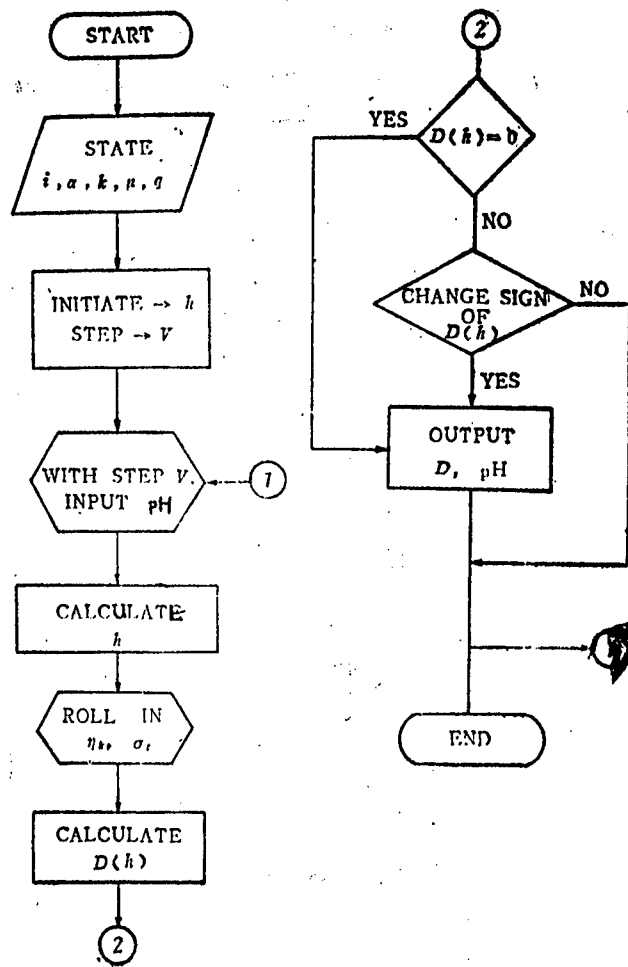 START
STATE
i, α, k, μ, q
INITIATE → h
STEP → V
WITH STEP V.
INPUT pH
1
CALCULATE
h
ROLL IN
CALCULATE
D(h)
2
2
D(h)=0
YES
NO
CHANGE SIGN
OF
D(h)
NO
YES
OUTPUT
D, pH
END